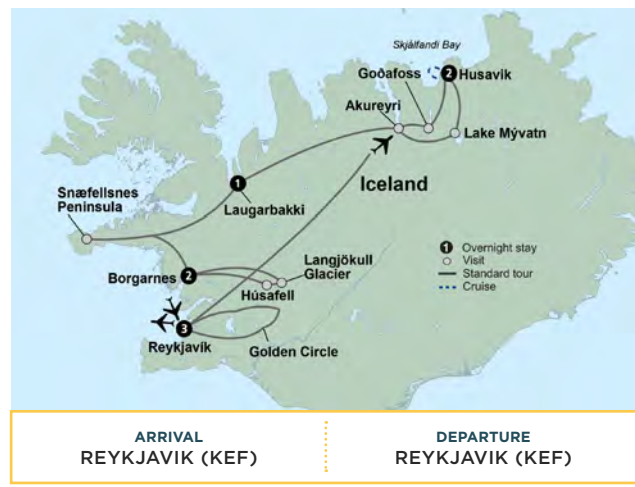 Skjálfandi Bay
Goðafoss
2 Husavik
Akureyri
Lake Mývatn
Iceland
Snæfellsnes
Peninsula
1
Laugarbakki
Borgarnes 2
Langjökull
Glacier
Húsafell
3
Reykjavík
Golden Circle
1 Overnight stay
Visit
Standard tour
Cruise
ARRIVAL
REYKJAVIK (KEF)
DEPARTURE
REYKJAVIK (KEF)